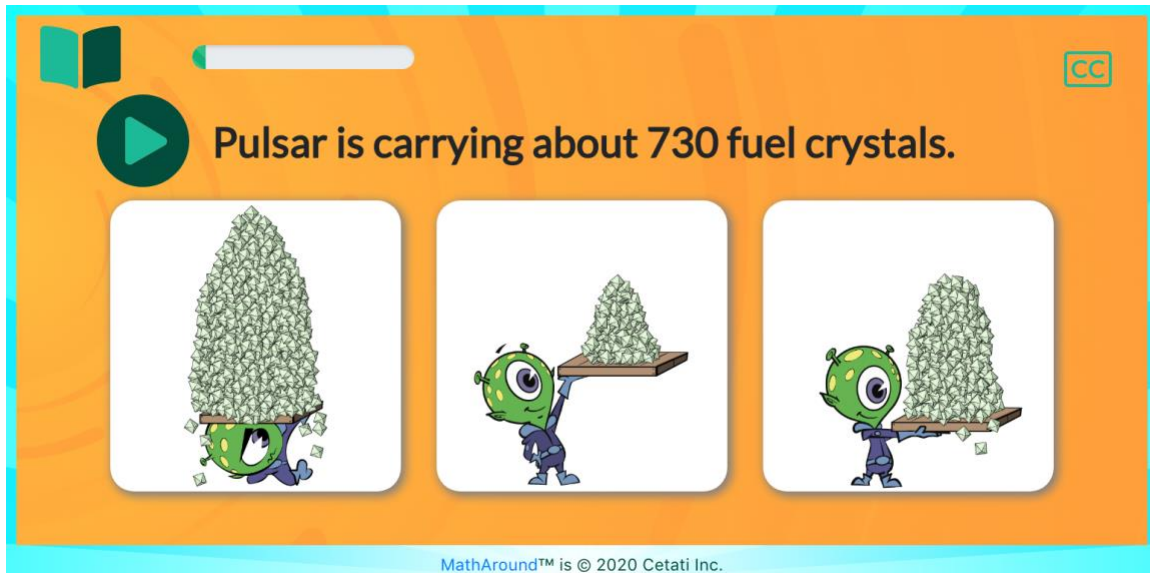 CC
Pulsar is carrying about 730 fuel crystals.
MathAround™ is © 2020 Cetati Inc.